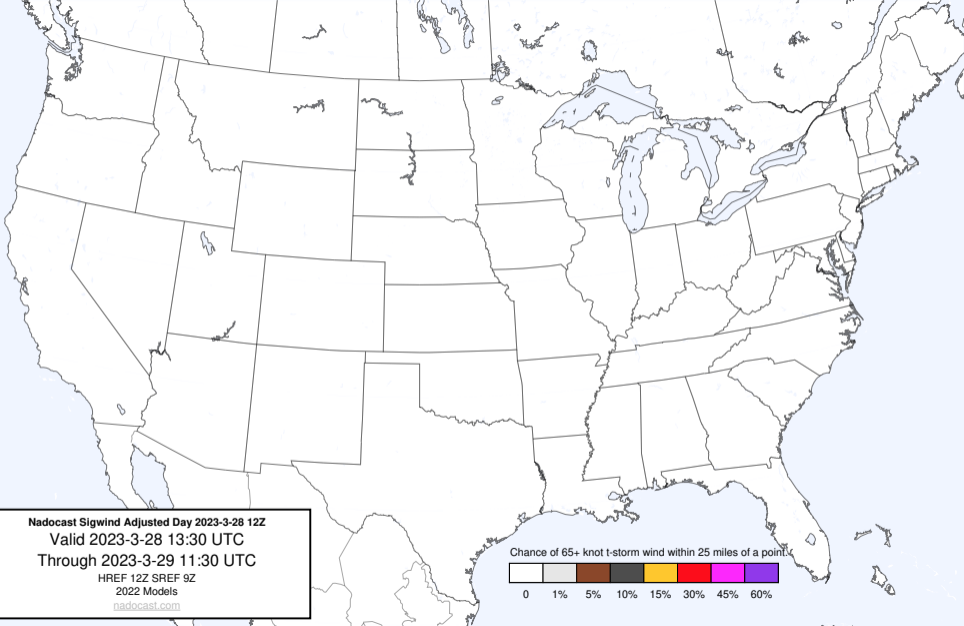 Nadocast Sigwind Adjusted Day 2023-3-28 12Z
Valid 2023-3-28 13:30 UTC
Through 2023-3-29 11:30 UTC
HREF 12Z SREF 9Z
2022 Models
nadocast.com
Chance of 65+ knot t-storm wind within 25 miles of a point.
0 1% 5% 10% 15% 30% 45% 60%